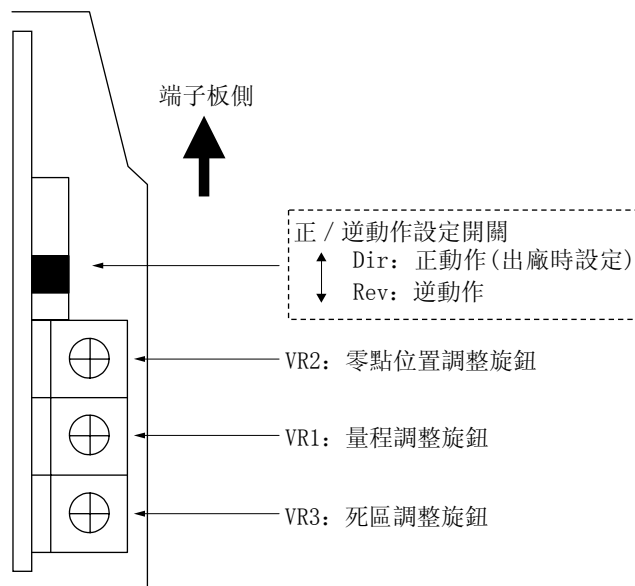 端子板側
正／逆動作設定開關
Dir: 正動作(出廠時設定)
Rev: 逆動作
VR2: 零點位置調整旋鈕
VR1: 量程調整旋鈕
VR3: 死區調整旋鈕